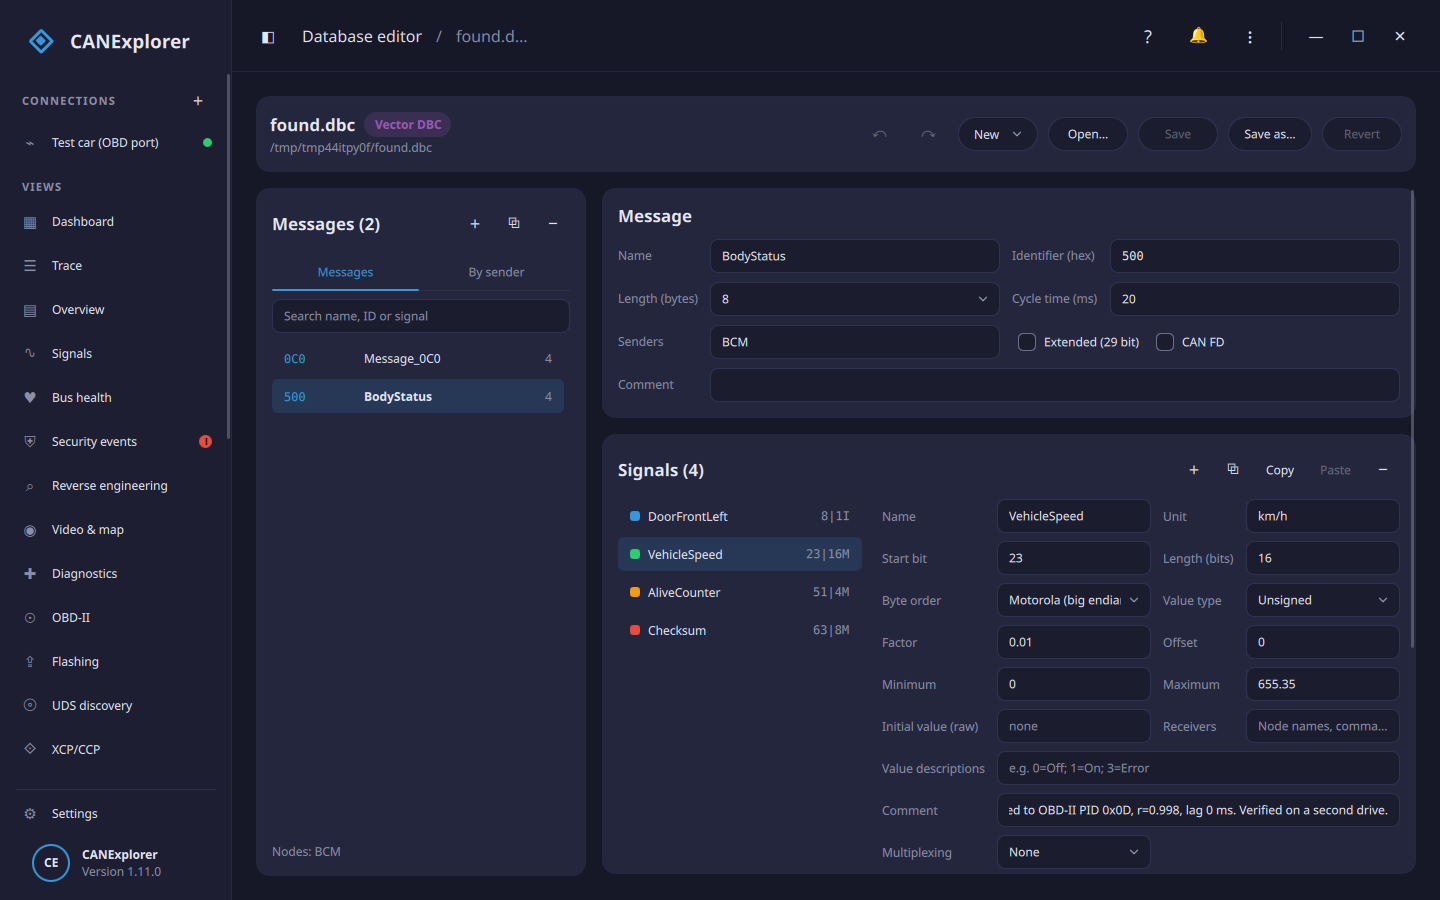 CANExplorer
CONNECTIONS
Test car (OBD port)
VIEWS
Dashboard
Trace
Overview
Signals
Bus health
Security events
Reverse engineering
Video & map
Diagnostics
OBD-II
Flashing
UDS discovery
XCP/CCP
Settings
CE
CANExplorer
Version 1.11.0
Database editor / found.d...
?
found.dbc Vector DBC
/tmp/tmp44itpy0f/found.dbc
New Open... Save Save as... Revert
Messages (2)
Messages By sender
Search name, ID or signal
0C0 Message_0C0 4
500 BodyStatus 4
Nodes: BCM
Message
Name BodyStatus Identifier (hex) 500
Length (bytes) 8 Cycle time (ms) 20
Senders BCM Extended (29 bit) CAN FD
Comment
Signals (4)
Copy Paste
DoorFrontLeft 8|1I
VehicleSpeed 23|16M
AliveCounter 51|4M
Checksum 63|8M
Name VehicleSpeed Unit km/h
Start bit 23 Length (bits) 16
Byte order Motorola (big endian Value type Unsigned
Factor 0.01 Offset 0
Minimum 0 Maximum 655.35
Initial value (raw) none Receivers Node names, comma...
Value descriptions e.g. 0=Off; 1=On; 3=Error
Comment ed to OBD-II PID 0x0D, r=0.998, lag 0 ms. Verified on a second drive.
Multiplexing None